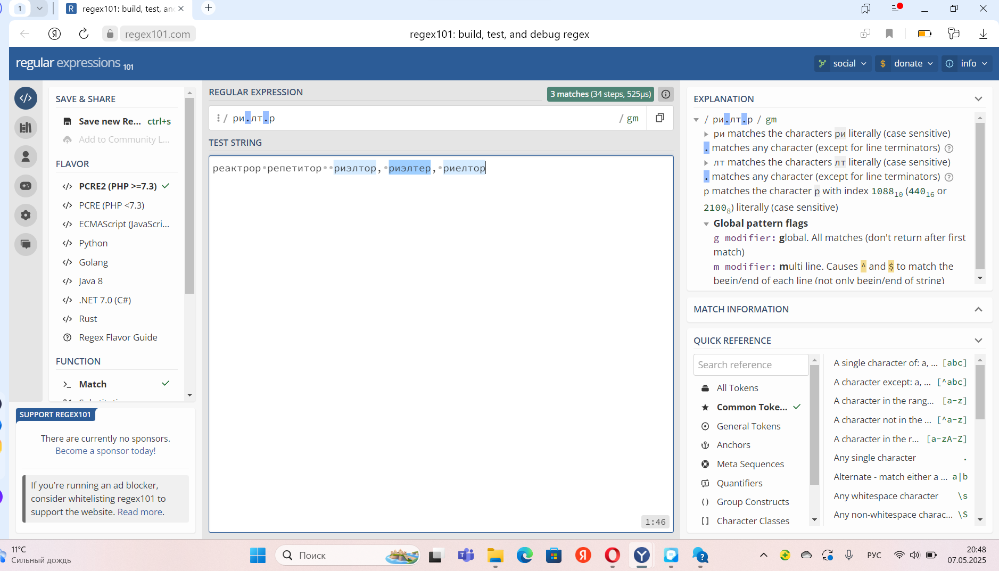 1
R regex101: build, test, an
regex101.com
regex101: build, test, and debug regex
regular expressions 101
social
donate
info
SAVE & SHARE
Save new Re... ctrl+s
Add to Community L...
FLAVOR
PCRE2 (PHP >=7.3)
PCRE (PHP <7.3)
ECMAScript (JavaScri...
Python
Golang
Java 8
.NET 7.0 (C#)
Rust
Regex Flavor Guide
FUNCTION
Match
SUPPORT REGEX101
There are currently no sponsors.
Become a sponsor today!
If you're running an ad blocker,
consider whitelisting regex101 to
support the website. Read more.
REGULAR EXPRESSION
3 matches (34 steps, 525µs)
/ ри.лт.р / gm
TEST STRING
реактрор•репетитор••риэлтор,•риэлтер,•риелтор
1:46
EXPLANATION
/ ри.лт.р / gm
ри matches the characters ри literally (case sensitive)
. matches any character (except for line terminators)
лт matches the characters лт literally (case sensitive)
. matches any character (except for line terminators)
р matches the character р with index 1088₁₀ (440₁₆ or
2100₈) literally (case sensitive)
Global pattern flags
g modifier: global. All matches (don't return after first
match)
m modifier: multi line. Causes ^ and $ to match the
begin/end of each line (not only begin/end of string)
MATCH INFORMATION
QUICK REFERENCE
Search reference
All Tokens
Common Toke...
General Tokens
Anchors
Meta Sequences
Quantifiers
Group Constructs
Character Classes
A single character of: a, ... [abc]
A character except: a, ... [^abc]
A character in the rang... [a-z]
A character not in the ... [^a-z]
A character in the r... [a-zA-Z]
Any single character .
Alternate - match either a ... a|b
Any whitespace character \s
Any non-whitespace charac... \S
11°C
Сильный дождь
Поиск
РУС
20:48
07.05.2025